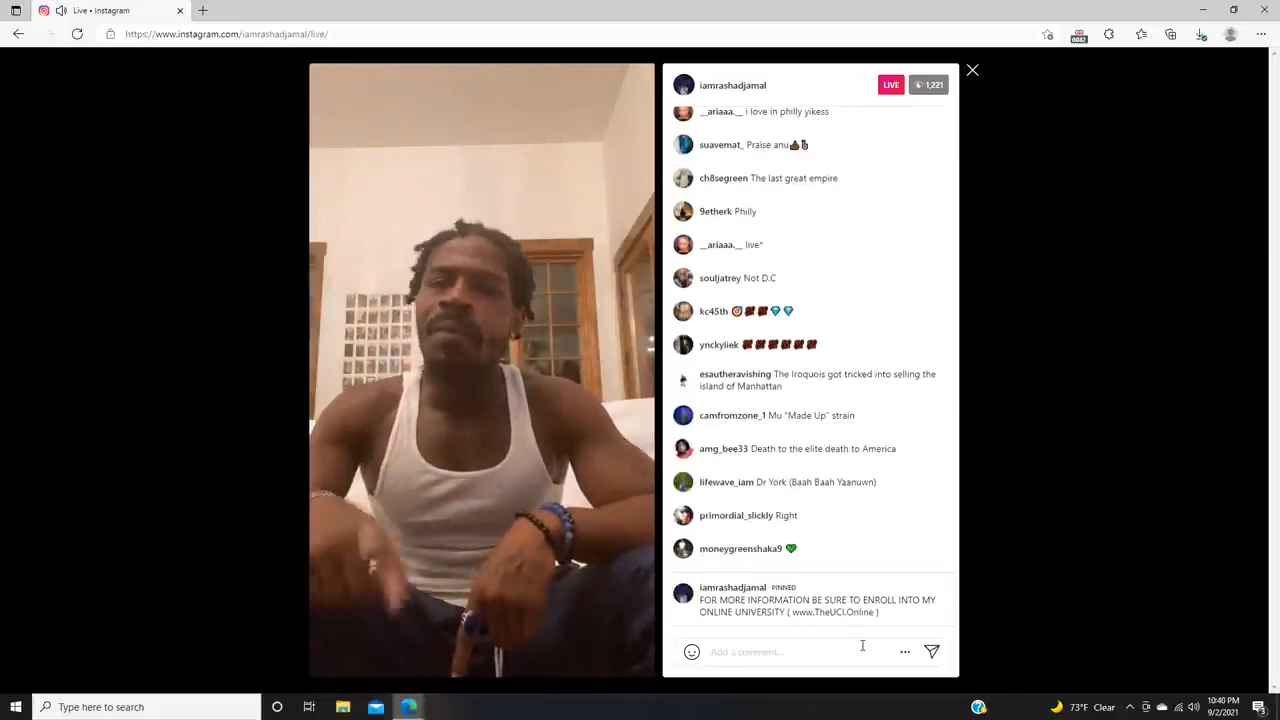 Live • Instagram
https://www.instagram.com/iamrashadjamal/live/
0082
iamrashadjamal
LIVE
1,221
__ariaaa.__ i love in philly yikess
suavemat_ Praise anu
ch8segreen The last great empire
9etherk Philly
__ariaaa.__ live*
souljatrey Not D.C
kc45th
ynckyliek
esautheravishing The Iroquois got tricked into selling the
island of Manhattan
camfromzone_1 Mu "Made Up" strain
amg_bee33 Death to the elite death to America
lifewave_iam Dr York (Baah Baah Yaanuwn)
primordial_slickly Right
moneygreenshaka9
iamrashadjamal · PINNED
FOR MORE INFORMATION BE SURE TO ENROLL INTO MY
ONLINE UNIVERSITY ( www.TheUCI.Online )
Add a comment...
Type here to search
73°F Clear
10:40 PM
9/2/2021